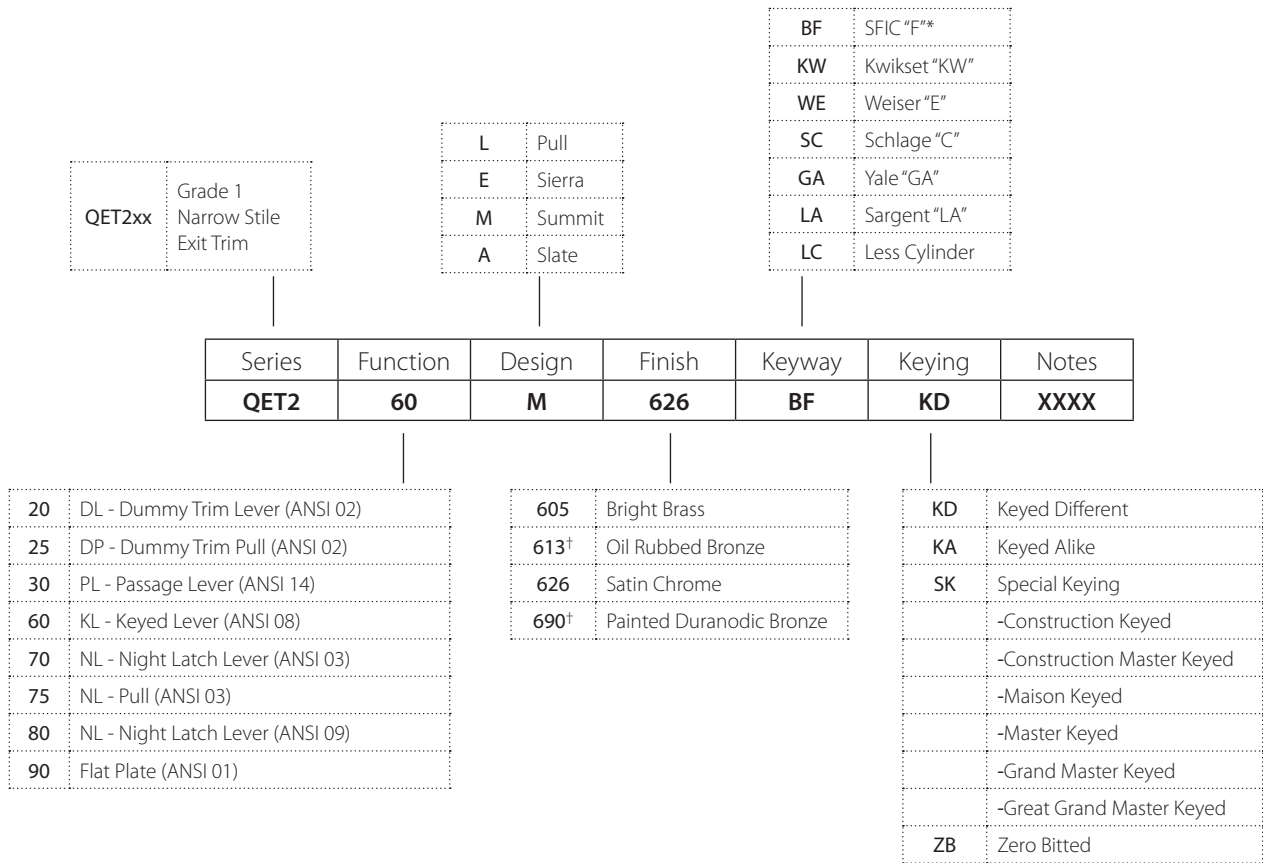 BF SFIC "F"*
KW Kwikset "KW"
WE Weiser "E"
SC Schlage "C"
GA Yale "GA"
LA Sargent "LA"
LC Less Cylinder
L Pull
E Sierra
M Summit
A Slate
QET2xx Grade 1
Narrow Stile
Exit Trim
Series Function Design Finish Keyway Keying Notes
QET2 60 M 626 BF KD XXXX
20 DL - Dummy Trim Lever (ANSI 02)
25 DP - Dummy Trim Pull (ANSI 02)
30 PL - Passage Lever (ANSI 14)
60 KL - Keyed Lever (ANSI 08)
70 NL - Night Latch Lever (ANSI 03)
75 NL - Pull (ANSI 03)
80 NL - Night Latch Lever (ANSI 09)
90 Flat Plate (ANSI 01)
605 Bright Brass
613† Oil Rubbed Bronze
626 Satin Chrome
690† Painted Duranodic Bronze
KD Keyed Different
KA Keyed Alike
SK Special Keying
-Construction Keyed
-Construction Master Keyed
-Maison Keyed
-Master Keyed
-Grand Master Keyed
-Great Grand Master Keyed
ZB Zero Bitted